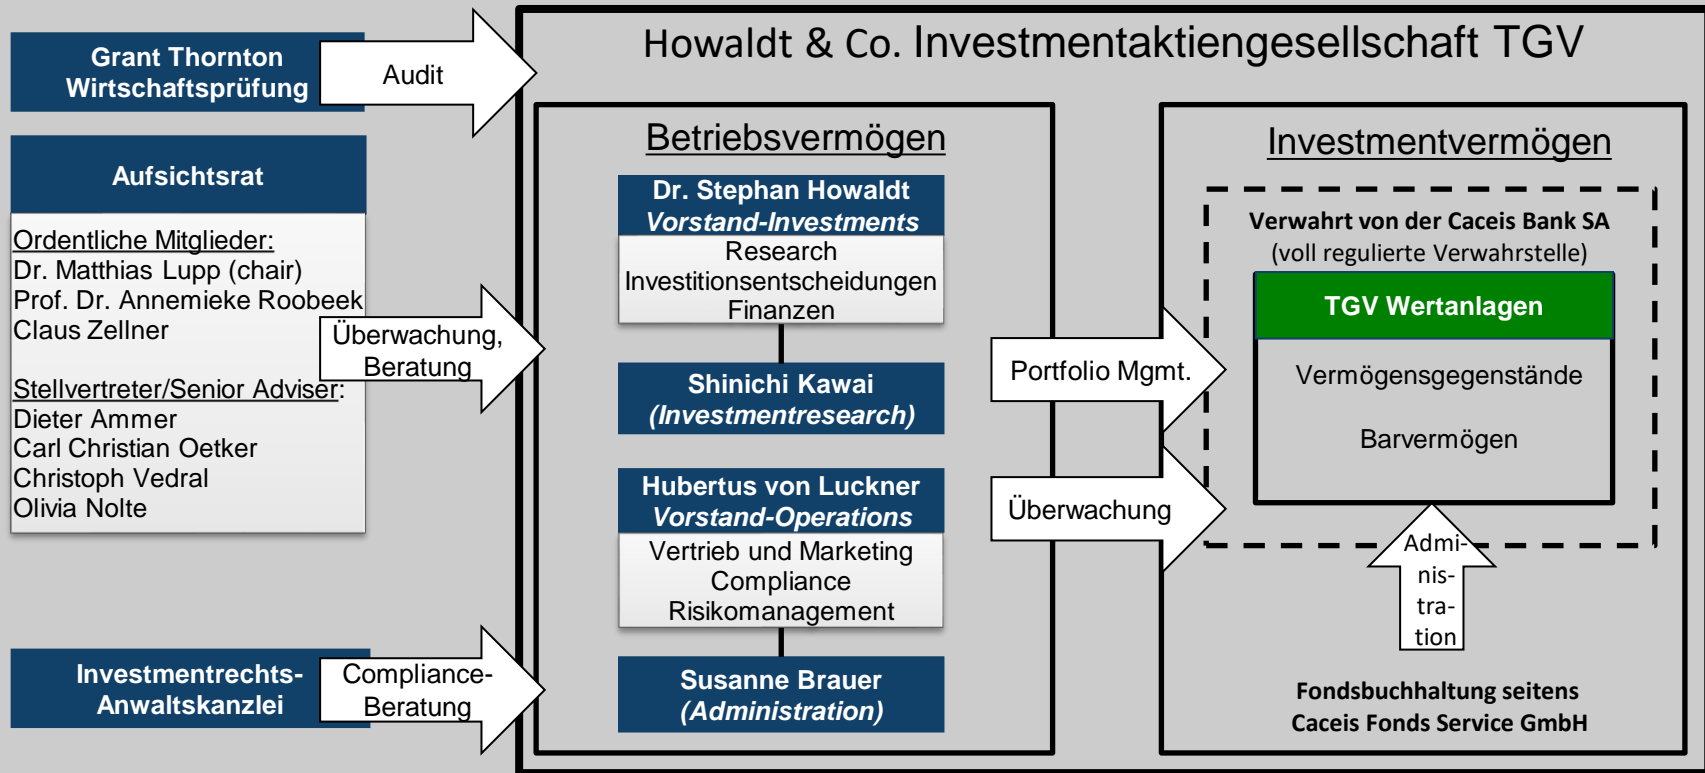 Howaldt & Co. Investmentaktiengesellschaft TGV
Grant Thornton
Wirtschaftsprüfung
Audit
Aufsichtsrat
Ordentliche Mitglieder:
Dr. Matthias Lupp (chair)
Prof. Dr. Annemieke Roobeek
Claus Zellner
Stellvertreter/Senior Adviser:
Dieter Ammer
Carl Christian Oetker
Christoph Vedral
Olivia Nolte
Überwachung,
Beratung
Investmentrechts-
Anwaltskanzlei
Compliance-
Beratung
Betriebsvermögen
Dr. Stephan Howaldt
Vorstand-Investments
Research
Investitionsentscheidungen
Finanzen
Shinichi Kawai
(Investmentresearch)
Hubertus von Luckner
Vorstand-Operations
Vertrieb und Marketing
Compliance
Risikomanagement
Susanne Brauer
(Administration)
Portfolio Mgmt.
Überwachung
Investmentvermögen
Verwahrt von der Caceis Bank SA
(voll regulierte Verwahrstelle)
TGV Wertanlagen
Vermögensgegenstände
Barvermögen
Admi-
nis-
tra-
tion
Fondsbuchhaltung seitens
Caceis Fonds Service GmbH